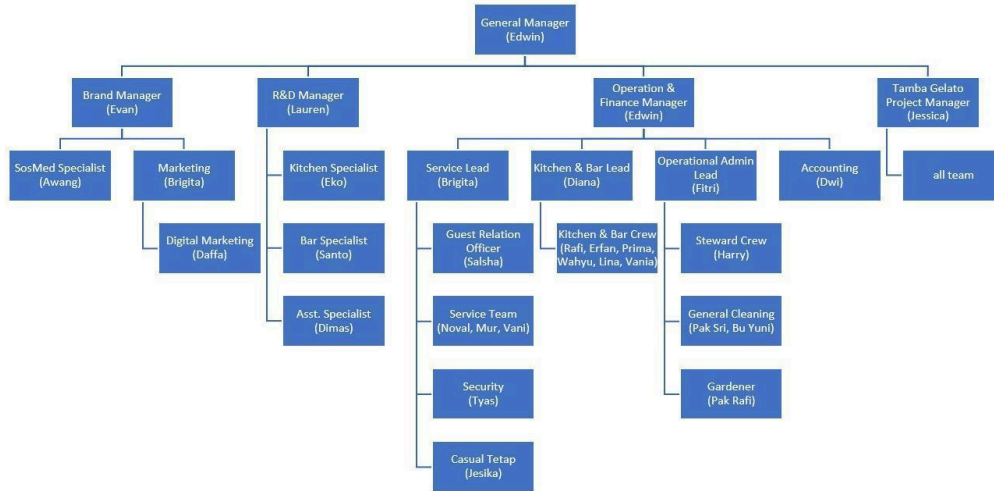 General Manager
(Edwin)
Brand Manager
(Evan)
R&D Manager
(Lauren)
Operation &
Finance Manager
(Edwin)
Tamba Gelato
Project Manager
(Jessica)
SosMed Specialist
(Awang)
Marketing
(Brigita)
Kitchen Specialist
(Eko)
Service Lead
(Brigita)
Kitchen & Bar Lead
(Diana)
Operational Admin
Lead
(Fitri)
Accounting
(Dwi)
all team
Digital Marketing
(Daffa)
Bar Specialist
(Santo)
Guest Relation
Officer
(Salsha)
Kitchen & Bar Crew
(Rafi, Erfan, Prima,
Wahyu, Lina, Vania)
Steward Crew
(Harry)
Asst. Specialist
(Dimas)
Service Team
(Noval, Mur, Vani)
General Cleaning
(Pak Sri, Bu Yuni)
Security
(Tyas)
Gardener
(Pak Rafi)
Casual Tetap
(Jesika)